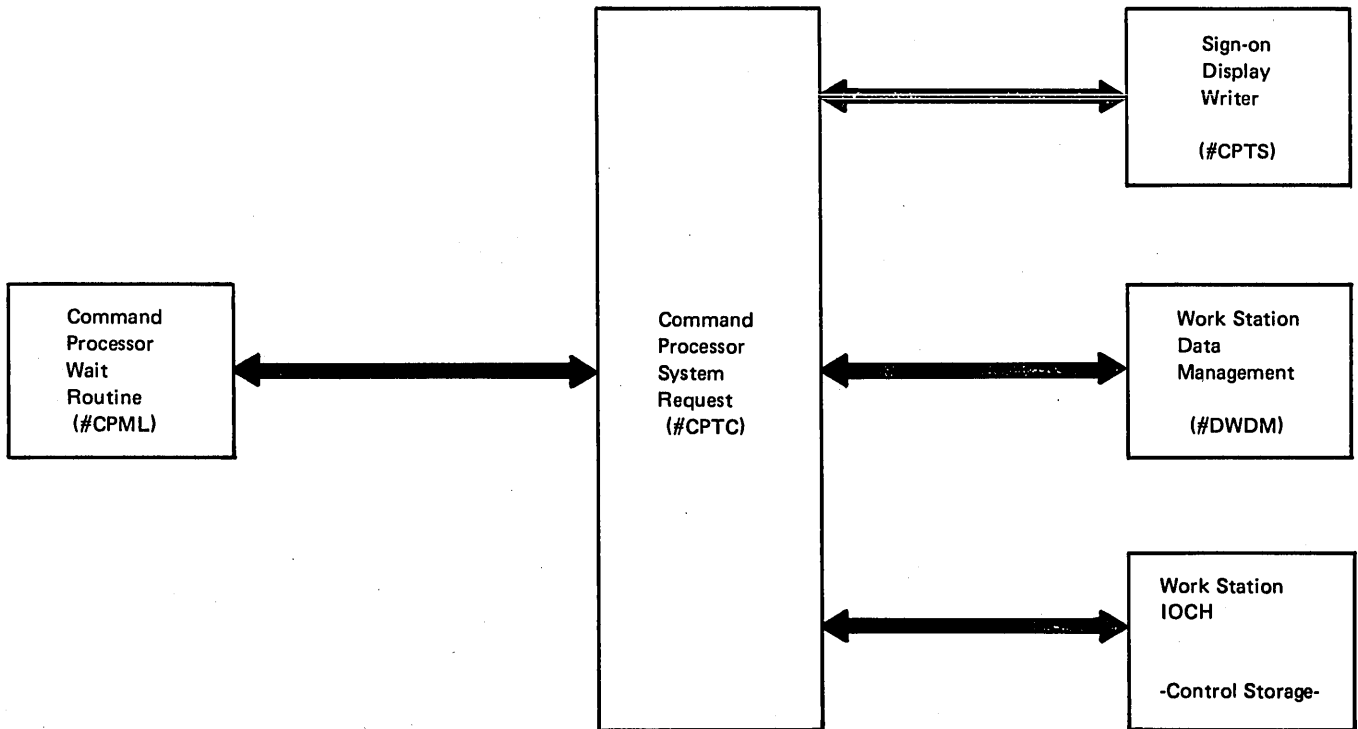 Command
Processor
Wait
Routine
(#CPML)
Command
Processor
System
Request
(#CPTC)
Sign-on
Display
Writer
(#CPTS)
Work Station
Data
Management
(#DWDM)
Work Station
IOCH
-Control Storage-